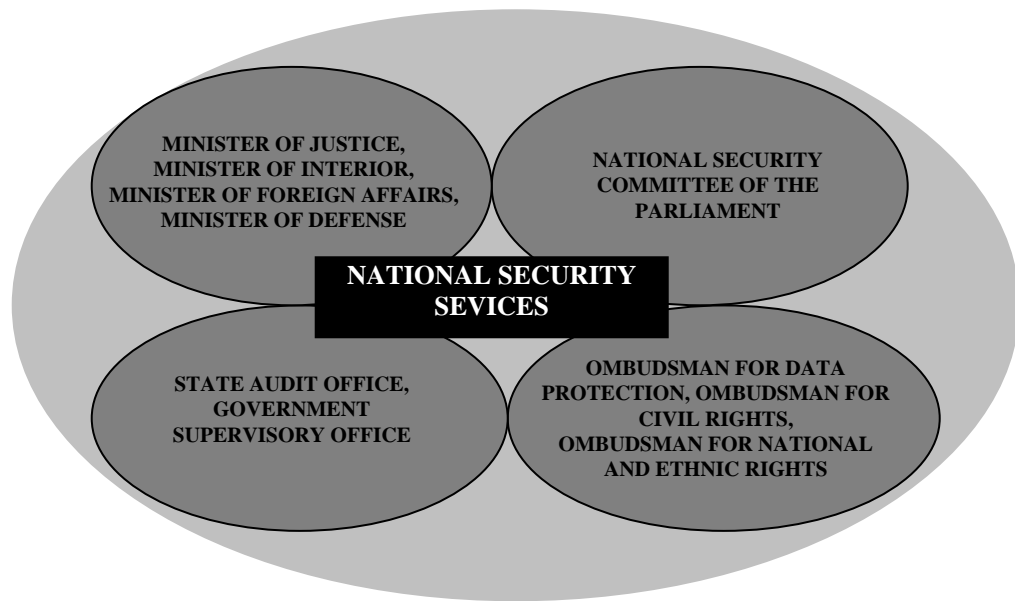 MINISTER OF JUSTICE,
MINISTER OF INTERIOR,
MINISTER OF FOREIGN AFFAIRS,
MINISTER OF DEFENSE
NATIONAL SECURITY
COMMITTEE OF THE
PARLIAMENT
NATIONAL SECURITY
SEVICES
STATE AUDIT OFFICE,
GOVERNMENT
SUPERVISORY OFFICE
OMBUDSMAN FOR DATA
PROTECTION, OMBUDSMAN FOR
CIVIL RIGHTS,
OMBUDSMAN FOR NATIONAL
AND ETHNIC RIGHTS